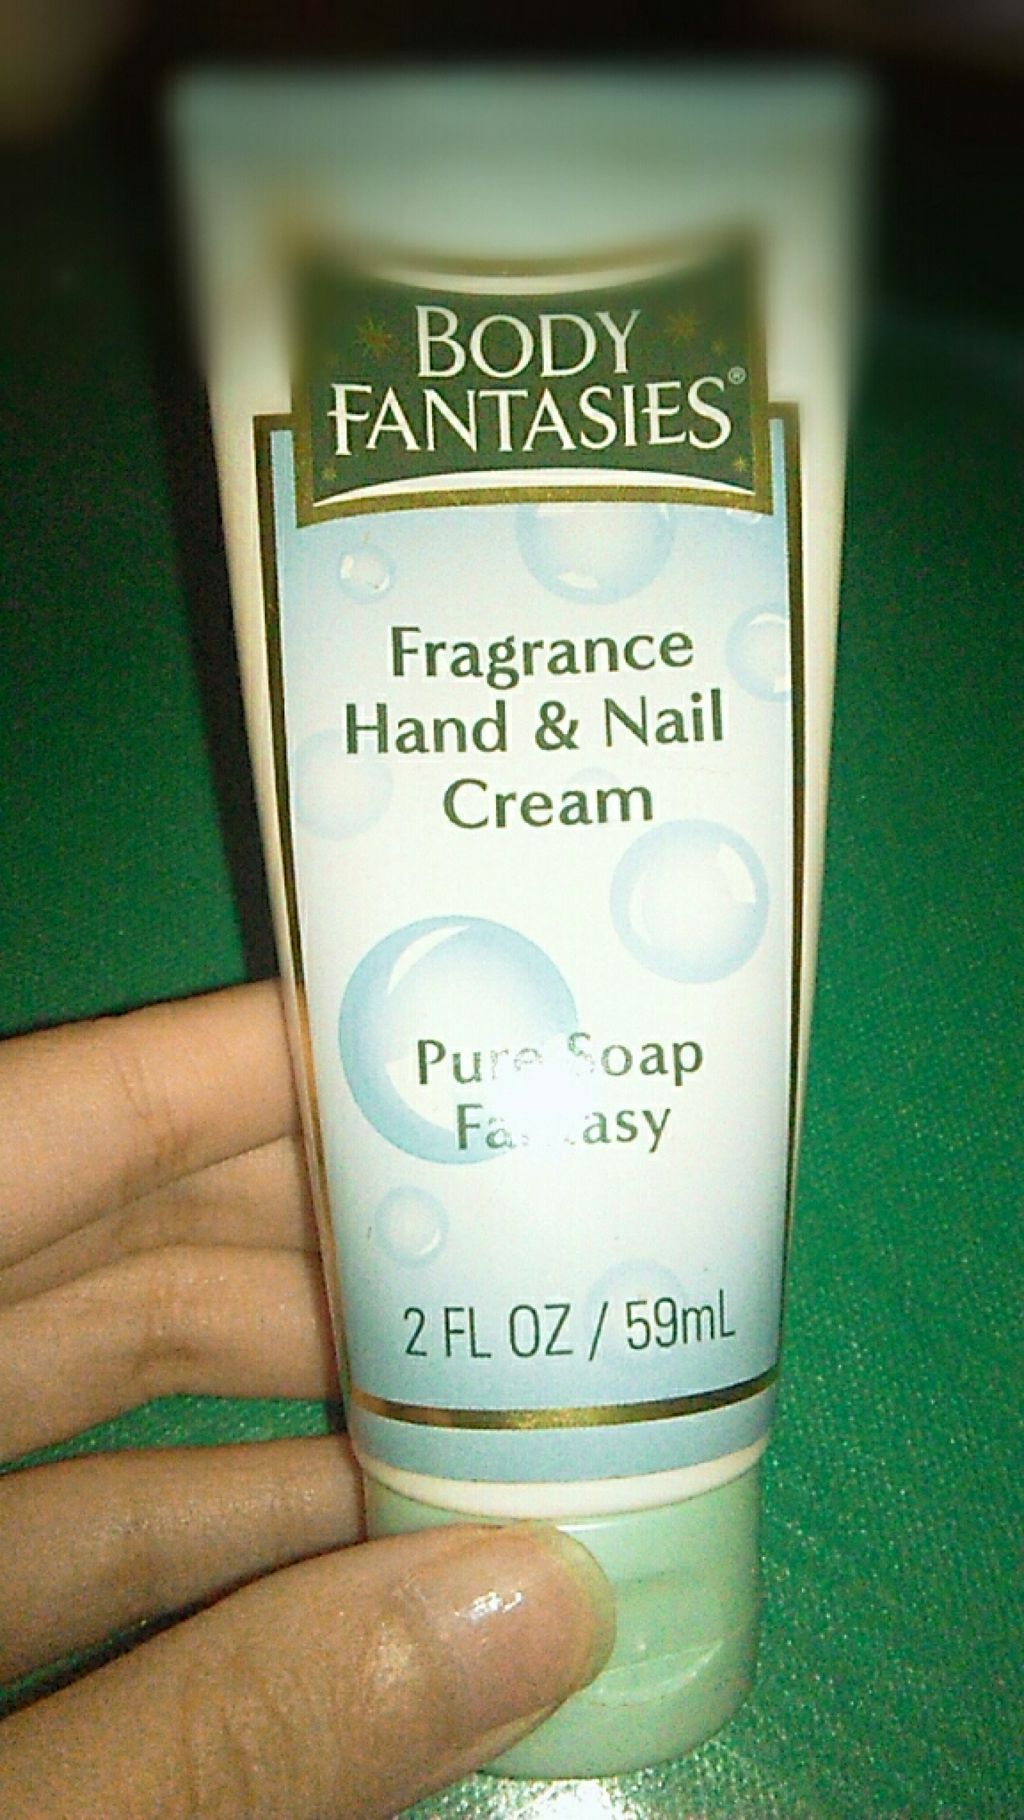 BODY
FANTASIES®
Fragrance
Hand & Nail
Cream
Pure Soap
Fantasy
2 FL OZ / 59mL